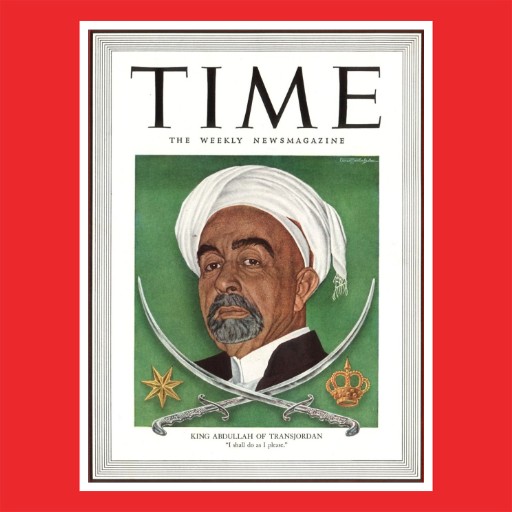 TIME
THE WEEKLY NEWSMAGAZINE
KING ABDULLAH OF TRANSJORDAN
"I shall do as I please."